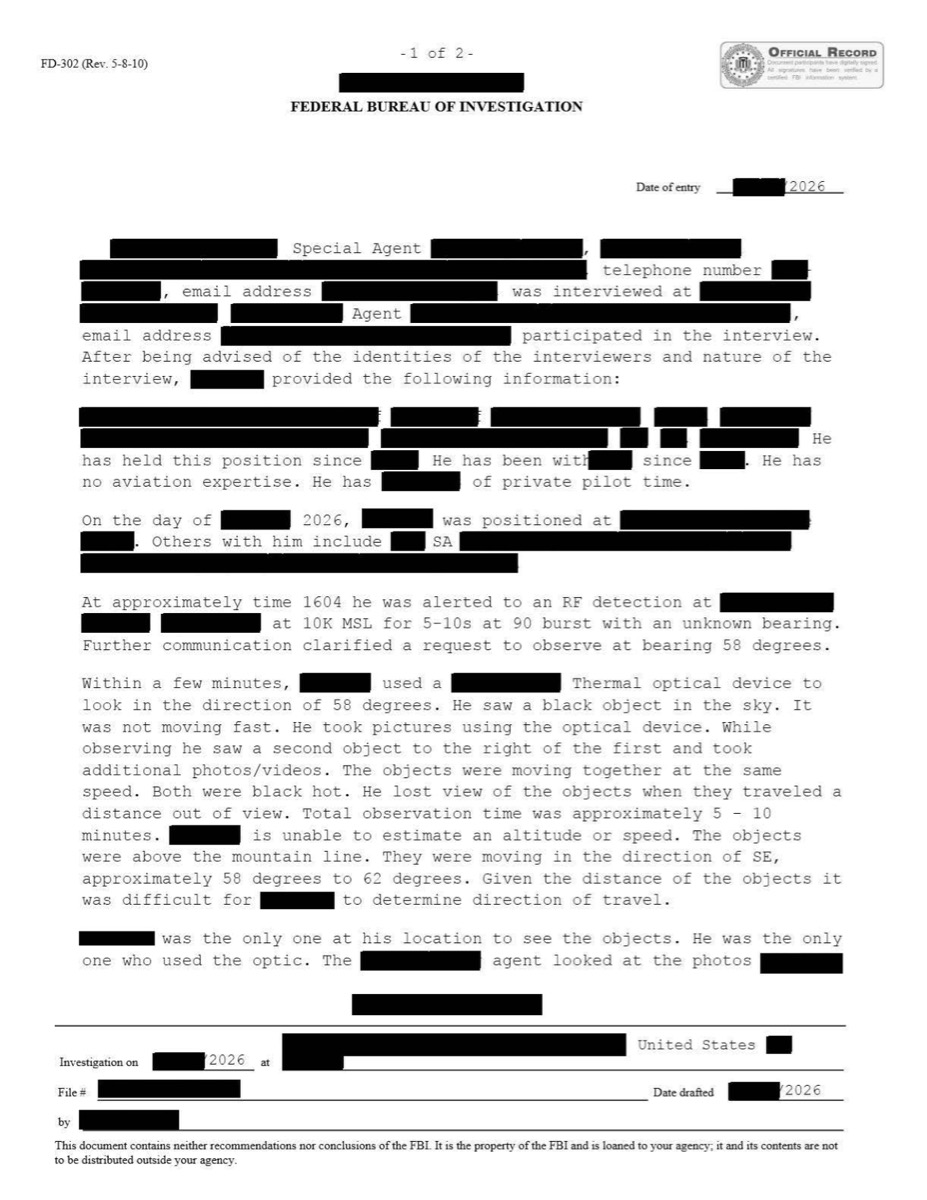 -1 of 2-
FD-302 (Rev. 5-8-10)
OFFICIAL RECORD
Document participants have digitally signed.
All signatures have been verified by a
certified FBI information system.
FEDERAL BUREAU OF INVESTIGATION
Date of entry /2026
Special Agent ,
telephone number
, email address was interviewed at
Agent ,
email address participated in the interview.
After being advised of the identities of the interviewers and nature of the
interview, provided the following information:
He
has held this position since He has been with since . He has
no aviation expertise. He has of private pilot time.
On the day of 2026, was positioned at
. Others with him include SA
At approximately time 1604 he was alerted to an RF detection at
at 10K MSL for 5-10s at 90 burst with an unknown bearing.
Further communication clarified a request to observe at bearing 58 degrees.
Within a few minutes, used a Thermal optical device to
look in the direction of 58 degrees. He saw a black object in the sky. It
was not moving fast. He took pictures using the optical device. While
observing he saw a second object to the right of the first and took
additional photos/videos. The objects were moving together at the same
speed. Both were black hot. He lost view of the objects when they traveled a
distance out of view. Total observation time was approximately 5 - 10
minutes. is unable to estimate an altitude or speed. The objects
were above the mountain line. They were moving in the direction of SE,
approximately 58 degrees to 62 degrees. Given the distance of the objects it
was difficult for to determine direction of travel.
was the only one at his location to see the objects. He was the only
one who used the optic. The agent looked at the photos
Investigation on /2026 at United States
File # Date drafted /2026
by
This document contains neither recommendations nor conclusions of the FBI. It is the property of the FBI and is loaned to your agency; it and its contents are not
to be distributed outside your agency.